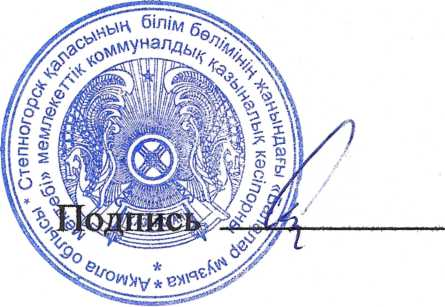 * Ақмола облысы * Степногорск қаласының білім бөлімінің жанындағы «Балалар музыка
мектебі» мемлекеттік коммуналдық қазыналық кәсіпорны *
Подпись